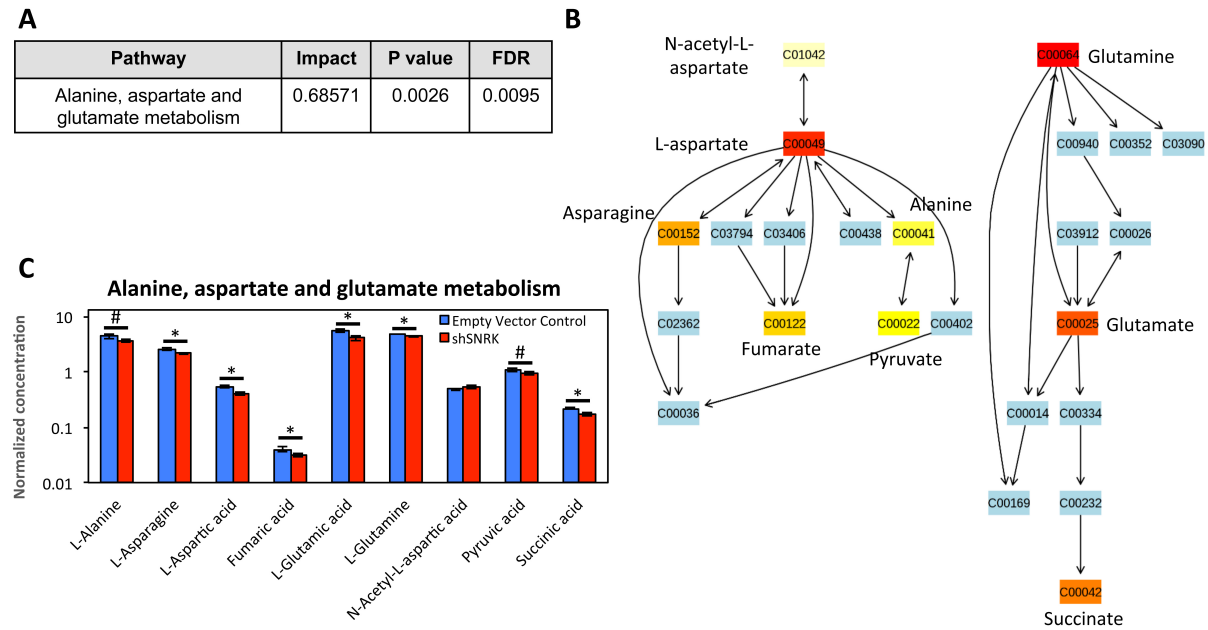 A
Pathway Impact P value FDR
Alanine, aspartate and
glutamate metabolism
0.68571 0.0026 0.0095
B
N-acetyl-L-
aspartate
C01042
C00064 Glutamine
L-aspartate C00049
C00940 C00352 C03090
Asparagine
Alanine
C00152 C03794 C03406 C00438 C00041
C03912 C00026
C02362 C00122 C00022 C00402
C00025 Glutamate
Fumarate
Pyruvate
C00036
C00014 C00334
C00169 C00232
C00042
Succinate
C
Alanine, aspartate and glutamate metabolism
Normalized concentration
10
1
0.1
0.01
Empty Vector Control
shSNRK
# * * * * * # *
L-Alanine
L-Asparagine
L-Aspartic acid
Fumaric acid
L-Glutamic acid
L-Glutamine
N-Acetyl-L-aspartic acid
Pyruvic acid
Succinic acid